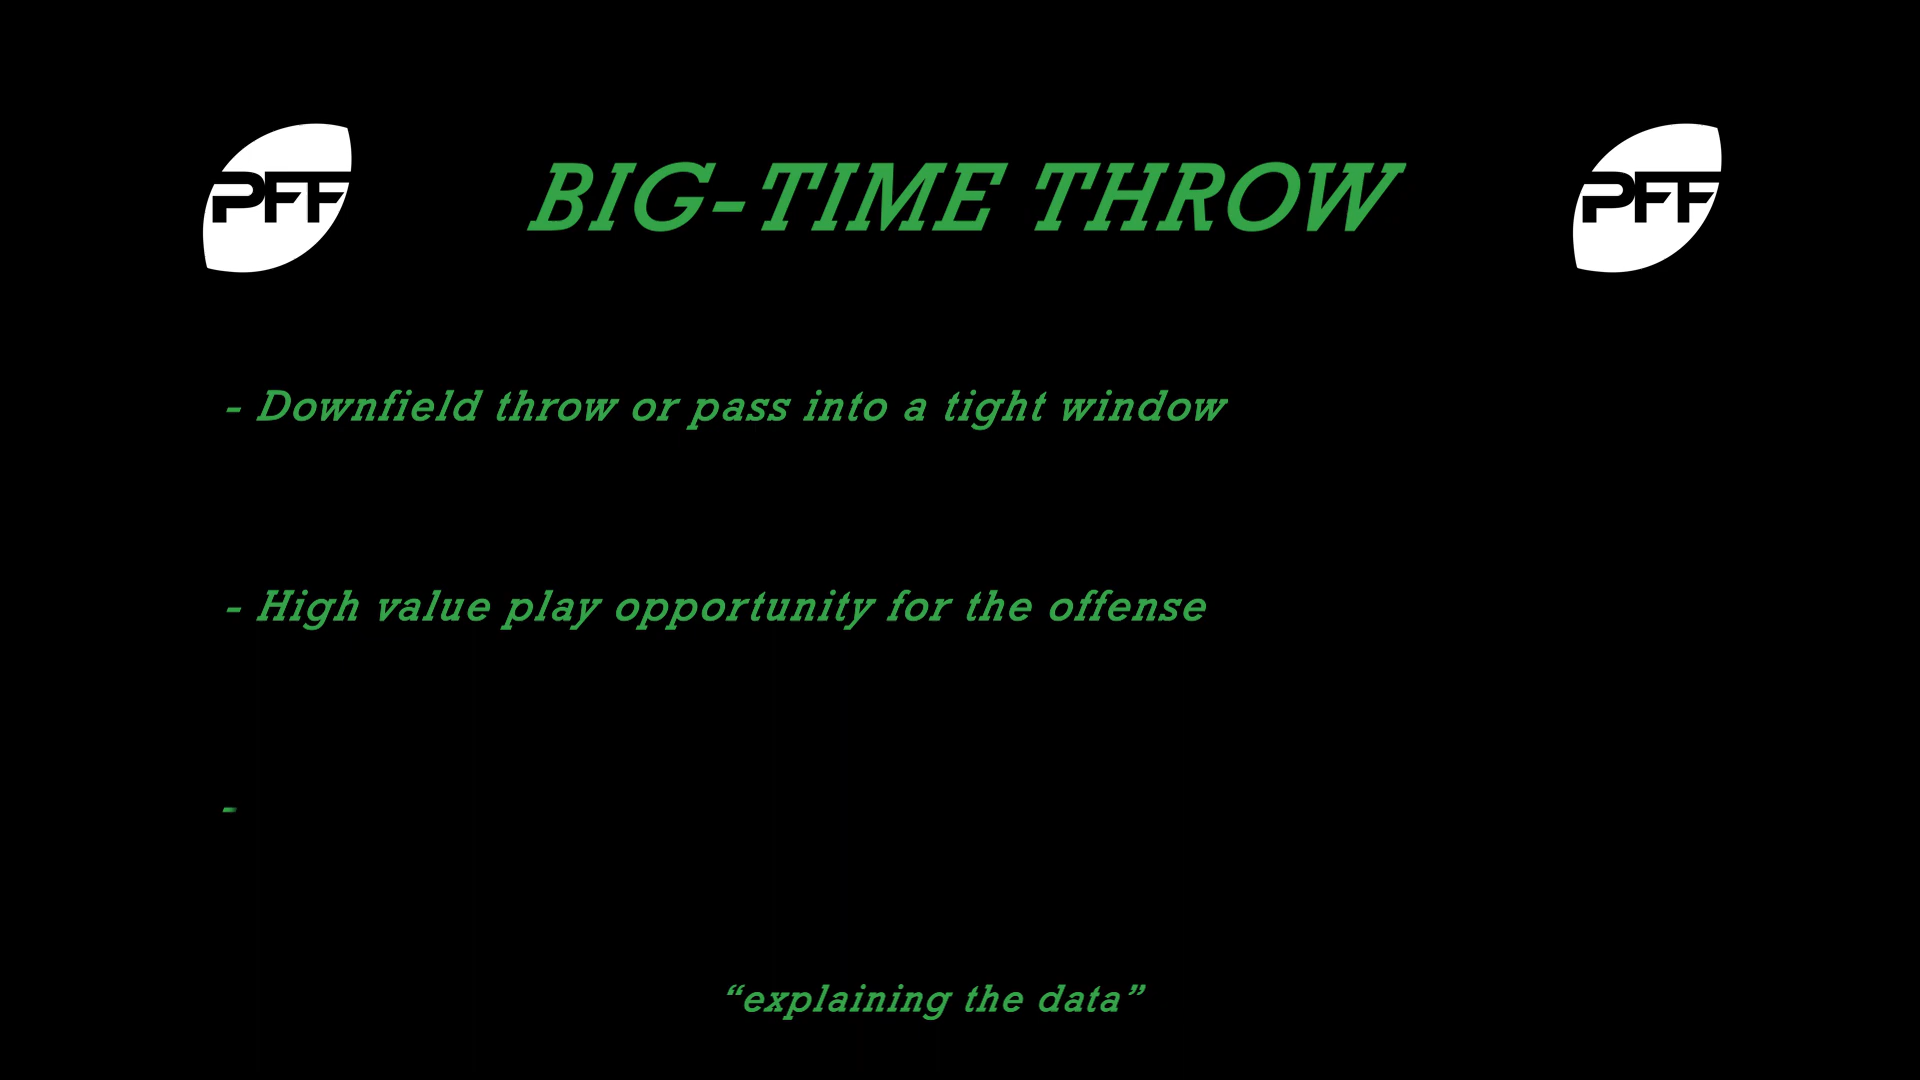 PFF
BIG-TIME THROW
PFF
- Downfield throw or pass into a tight window
- High value play opportunity for the offense
-
“explaining the data”